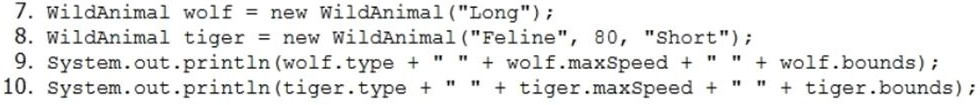 7. WildAnimal wolf = new WildAnimal("Long");
8. WildAnimal tiger = new WildAnimal("Feline", 80, "Short");
9. System.out.println(wolf.type + " " + wolf.maxSpeed + " " + wolf.bounds);
10. System.out.println(tiger.type + " " + tiger.maxSpeed + " " + tiger.bounds);